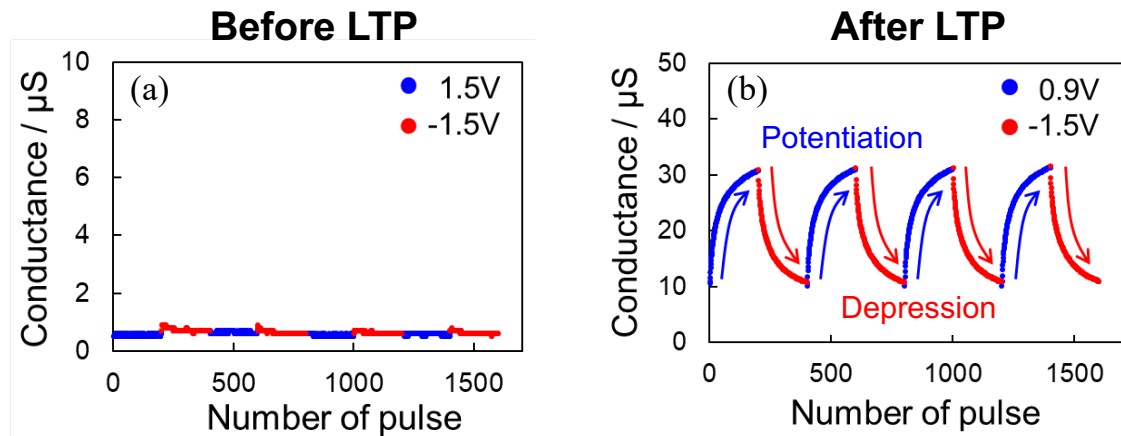 Before LTP
(a)
1.5V
-1.5V
10
8
6
4
2
0
Conductance / µS
0
500
1000
1500
Number of pulse
After LTP
(b)
0.9V
-1.5V
Potentiation
Depression
50
40
30
20
10
0
Conductance / µS
0
500
1000
1500
Number of pulse